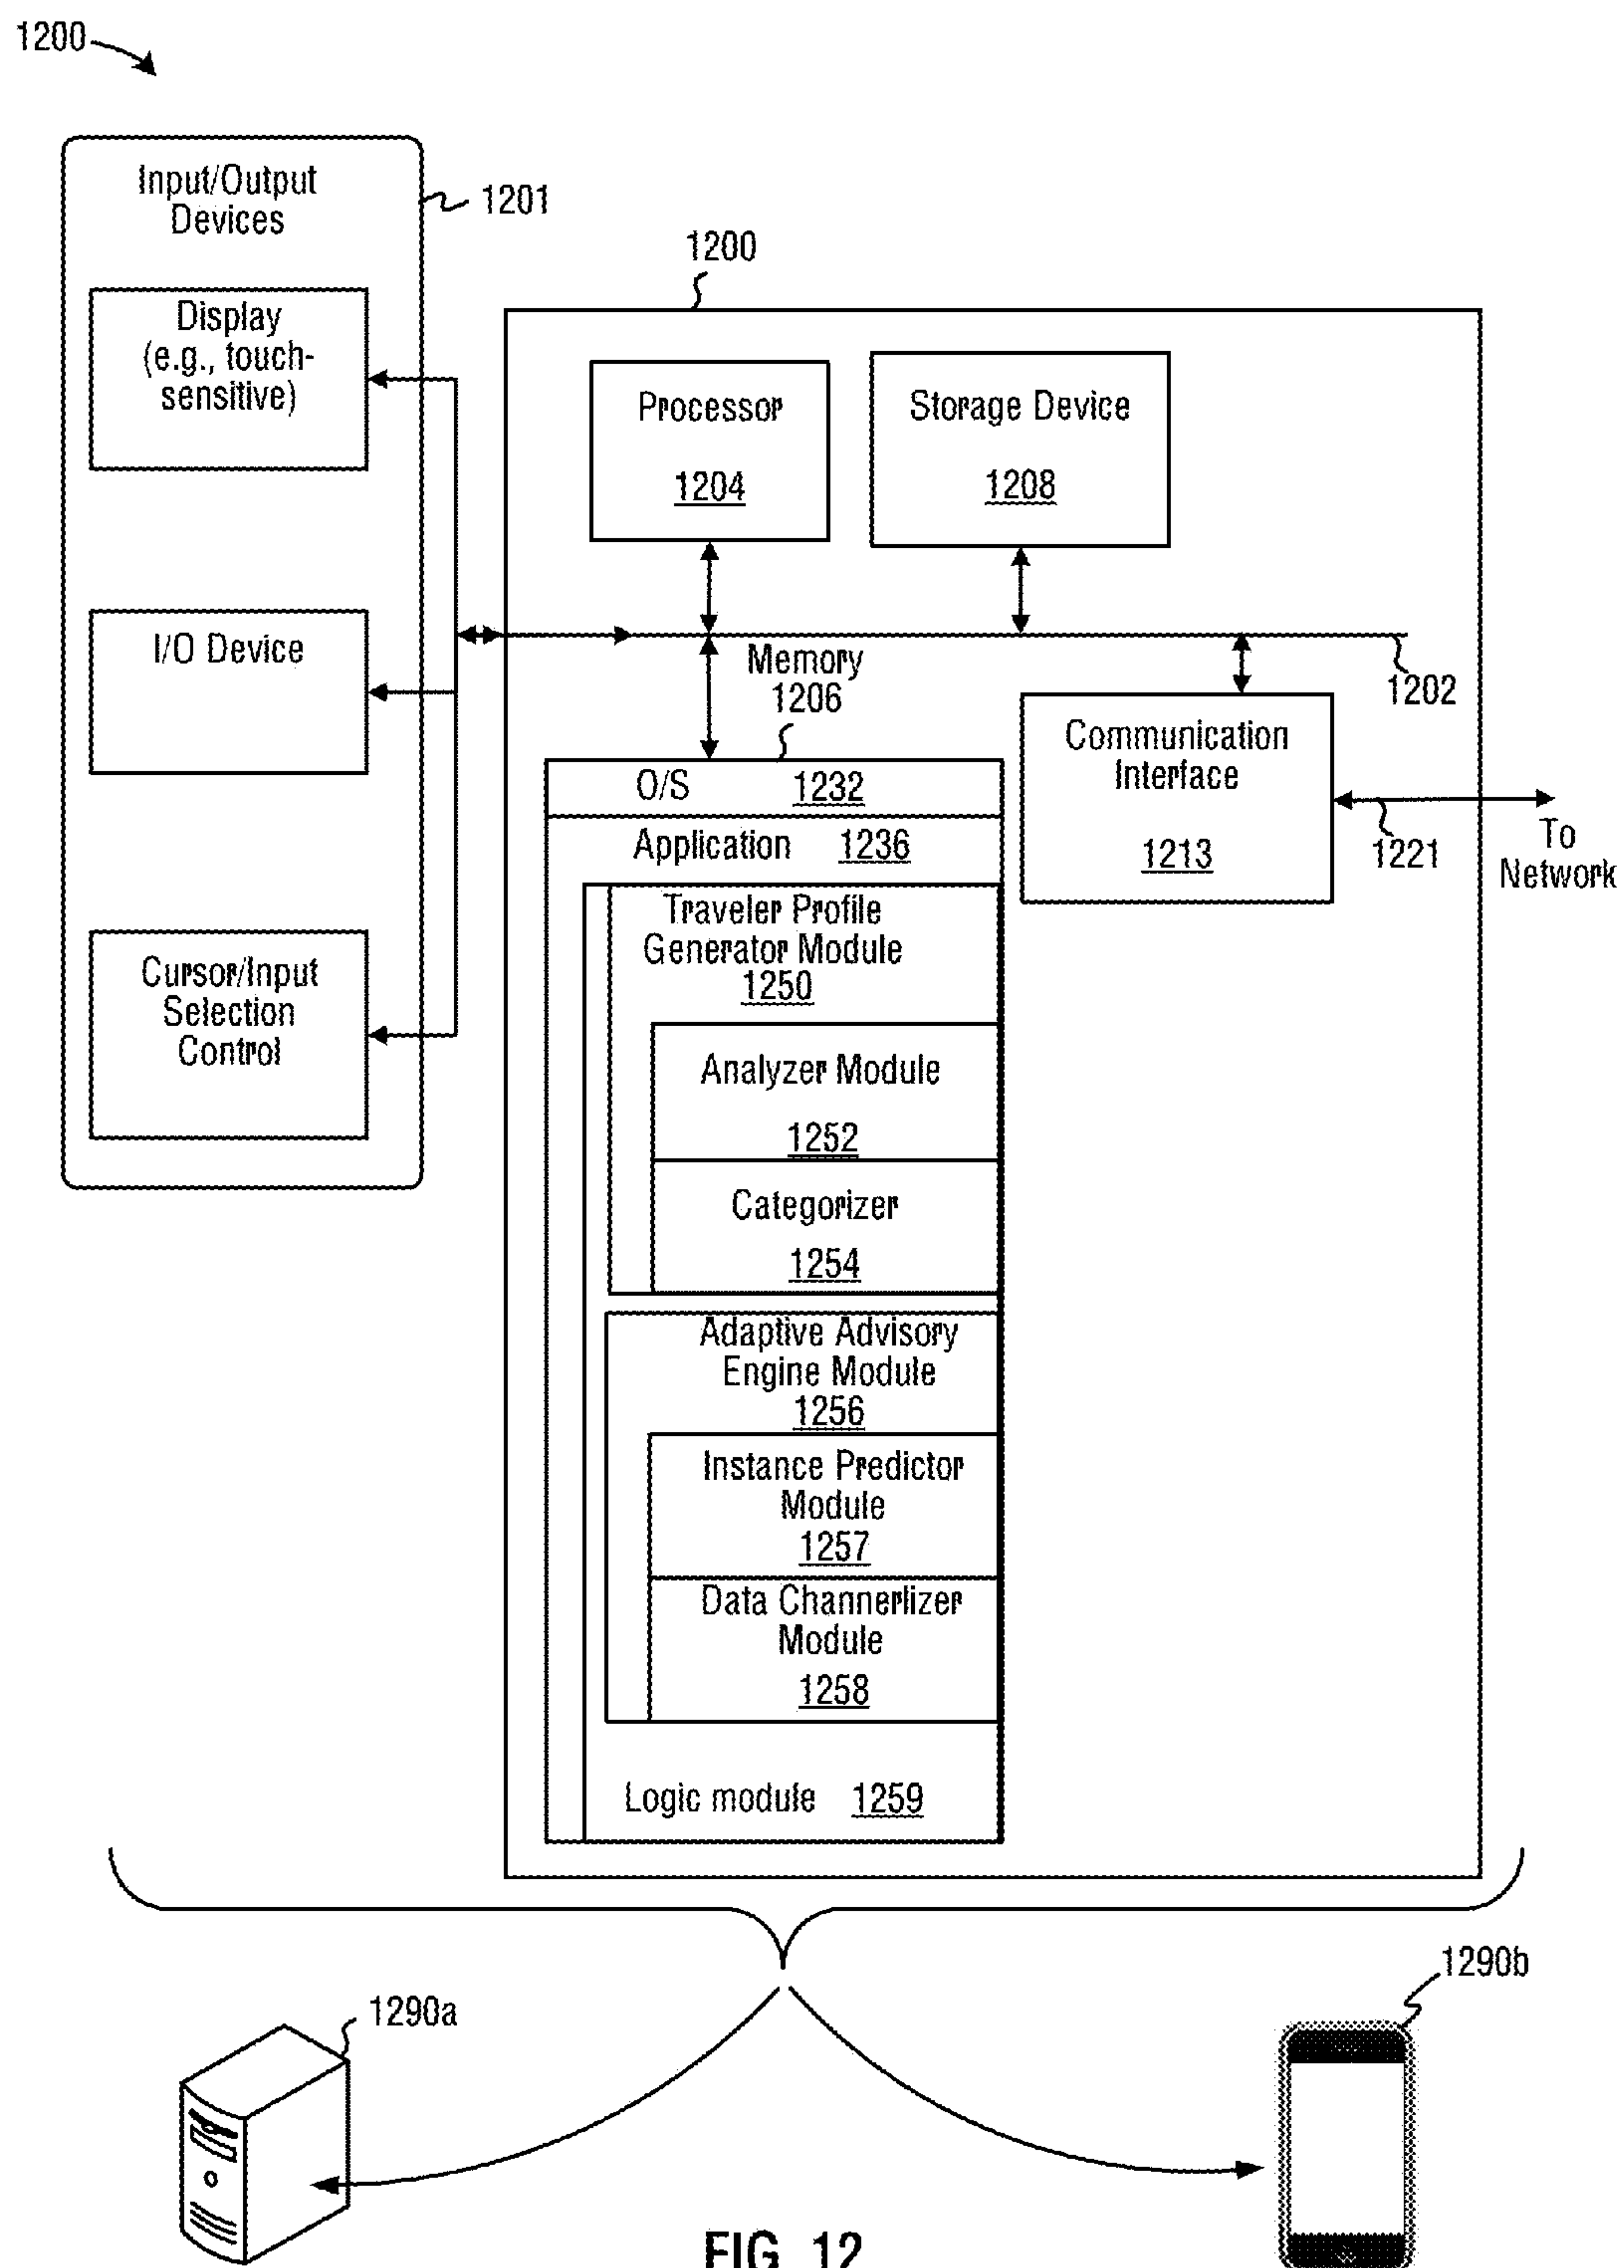 1200
Input/Output
Devices
1201
Display
(e.g., touch-
sensitive)
I/O Device
Cursor/Input
Selection
Control
1200
Processor
1204
Storage Device
1208
1202
Memory
1206
O/S 1232
Application 1236
Traveler Profile
Generator Module
1250
Analyzer Module
1252
Categorizer
1254
Adaptive Advisory
Engine Module
1256
Instance Predictor
Module
1257
Data Channerlizer
Module
1258
Logic module 1259
Communication
Interface
1213
1221
To
Network
1290a
1290b
FIG. 12